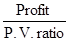 Profit
P. V. ratio